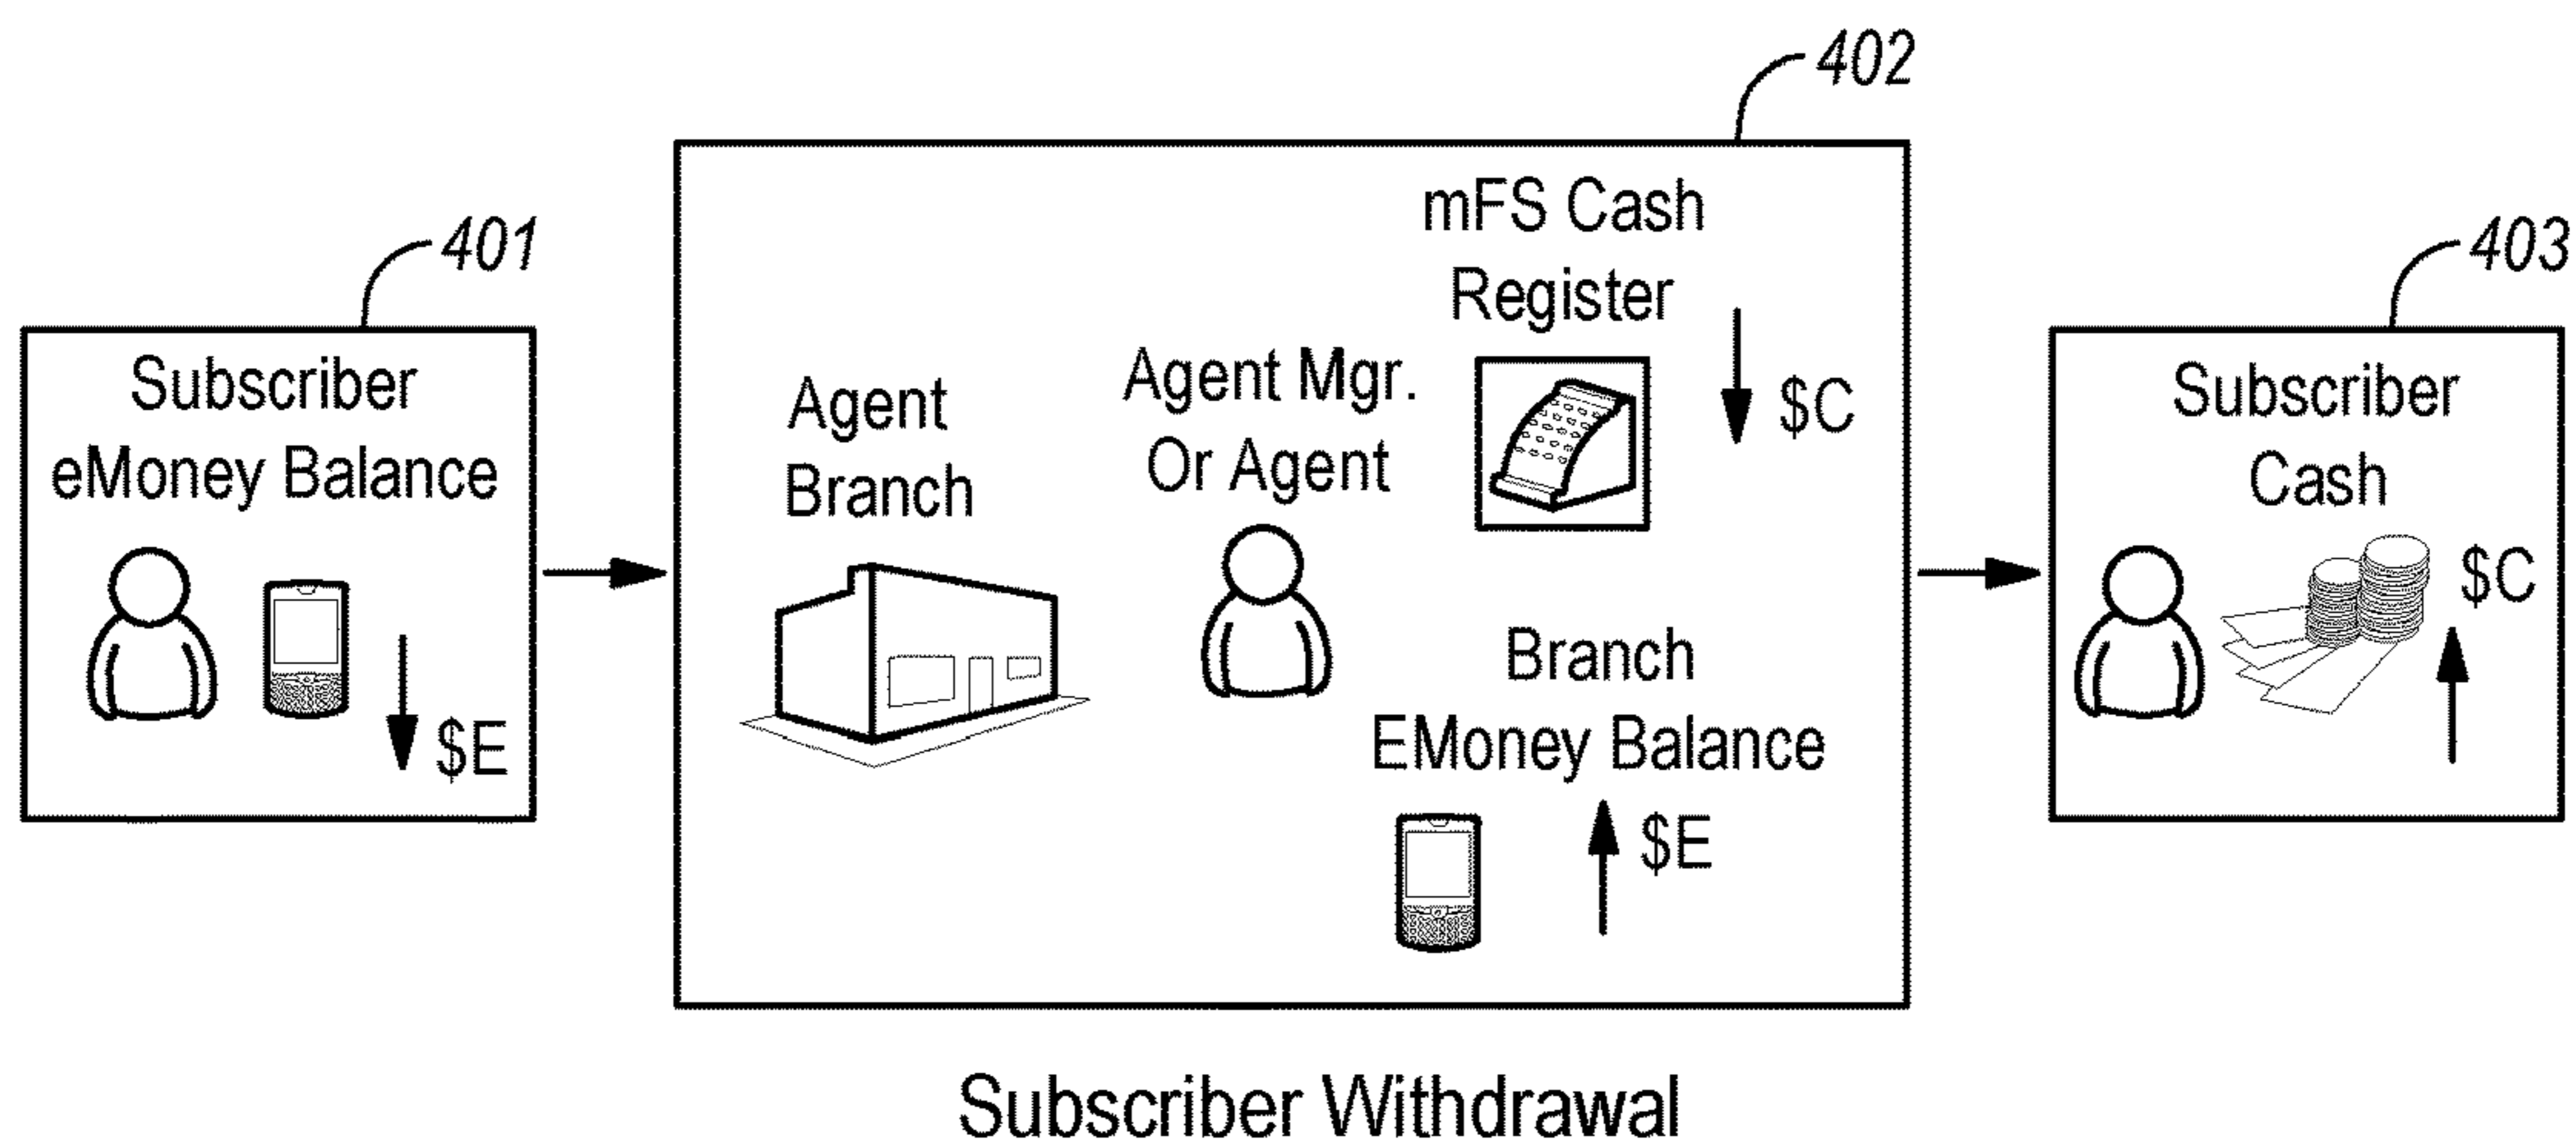 401
Subscriber
eMoney Balance
$E
402
mFS Cash
Register
$C
Agent Mgr.
Or Agent
Agent
Branch
Branch
EMoney Balance
$E
403
Subscriber
Cash
$C
Subscriber Withdrawal